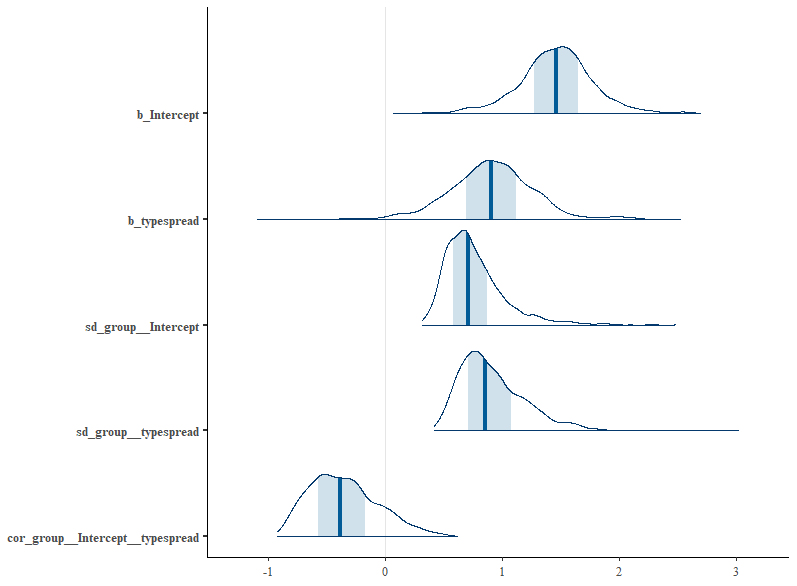 b_Intercept
b_typespread
sd_group__Intercept
sd_group__typespread
cor_group__Intercept__typespread
-1 0 1 2 3